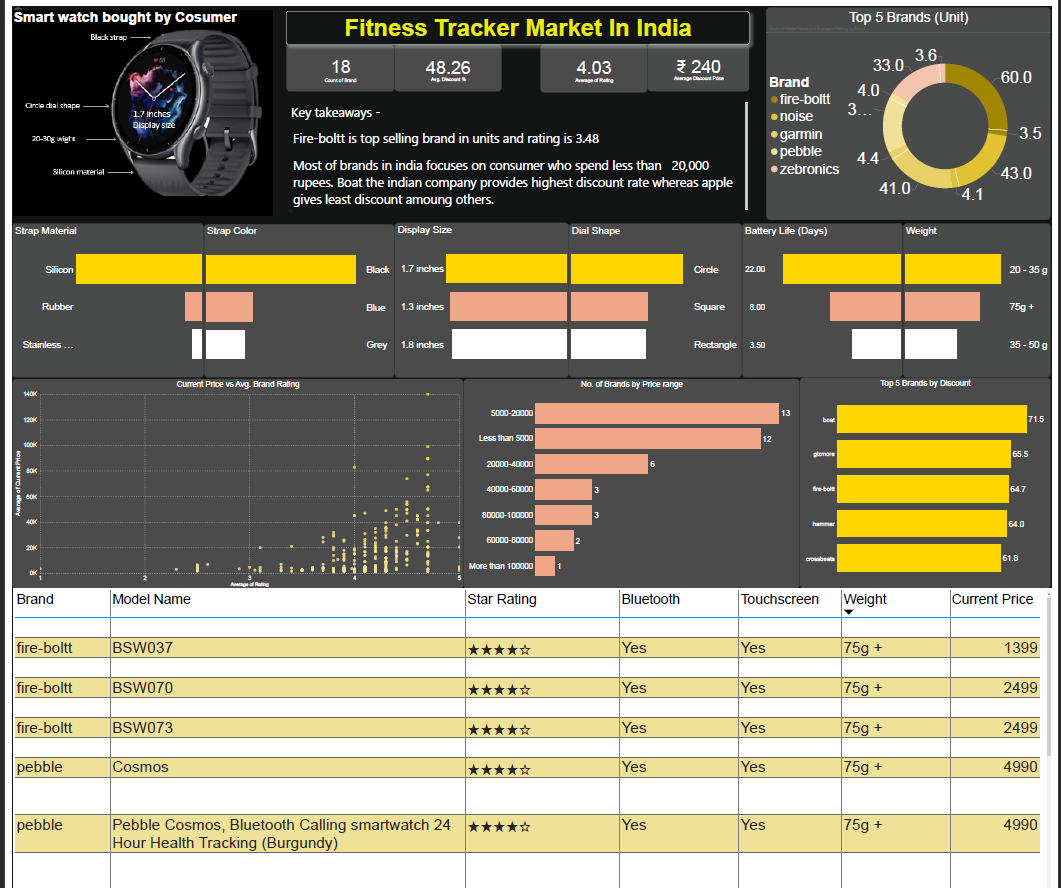 Smart watch bought by Cosumer
Black strap
Circle dial shape
1.7 inches
Display size
20-30g wight
Silicon material
Fitness Tracker Market In India
18
Count of Brand
48.26
Avg. Discount %
4.03
Average of Rating
₹ 240
Average Discount Price
Key takeaways -
Fire-boltt is top selling brand in units and rating is 3.48
Most of brands in india focuses on consumer who spend less than 20,000
rupees. Boat the indian company provides highest discount rate whereas apple
gives least discount amoung others.
Top 5 Brands (Unit)
Brand
fire-boltt
noise
garmin
pebble
zebronics
60.0
3.5
43.0
4.1
41.0
4.4
3...
4.0
33.0
3.6
Strap Material
Silicon
Rubber
Stainless ...
Strap Color
Black
Blue
Grey
Display Size
1.7 inches
1.3 inches
1.8 inches
Dial Shape
Circle
Square
Rectangle
Battery Life (Days)
22.00
8.00
3.50
Weight
20 - 35 g
75g +
35 - 50 g
Current Price vs Avg. Brand Rating
Average of Current Price
140K
120K
100K
80K
60K
40K
20K
0K
1 2 3 4 5
Average of Rating
No. of Brands by Price range
5000-20000 13
Less than 5000 12
20000-40000 6
40000-60000 3
80000-100000 3
60000-80000 2
More than 100000 1
Top 5 Brands by Discount
boat 71.5
gizmore 65.5
fire-boltt 64.7
hammer 64.0
crossbeats 61.8
Brand Model Name Star Rating Bluetooth Touchscreen Weight Current Price
fire-boltt BSW037 ★★★★☆ Yes Yes 75g + 1399
fire-boltt BSW070 ★★★★☆ Yes Yes 75g + 2499
fire-boltt BSW073 ★★★★☆ Yes Yes 75g + 2499
pebble Cosmos ★★★★☆ Yes Yes 75g + 4990
pebble Pebble Cosmos, Bluetooth Calling smartwatch 24 ★★★★☆ Yes Yes 75g + 4990
Hour Health Tracking (Burgundy)